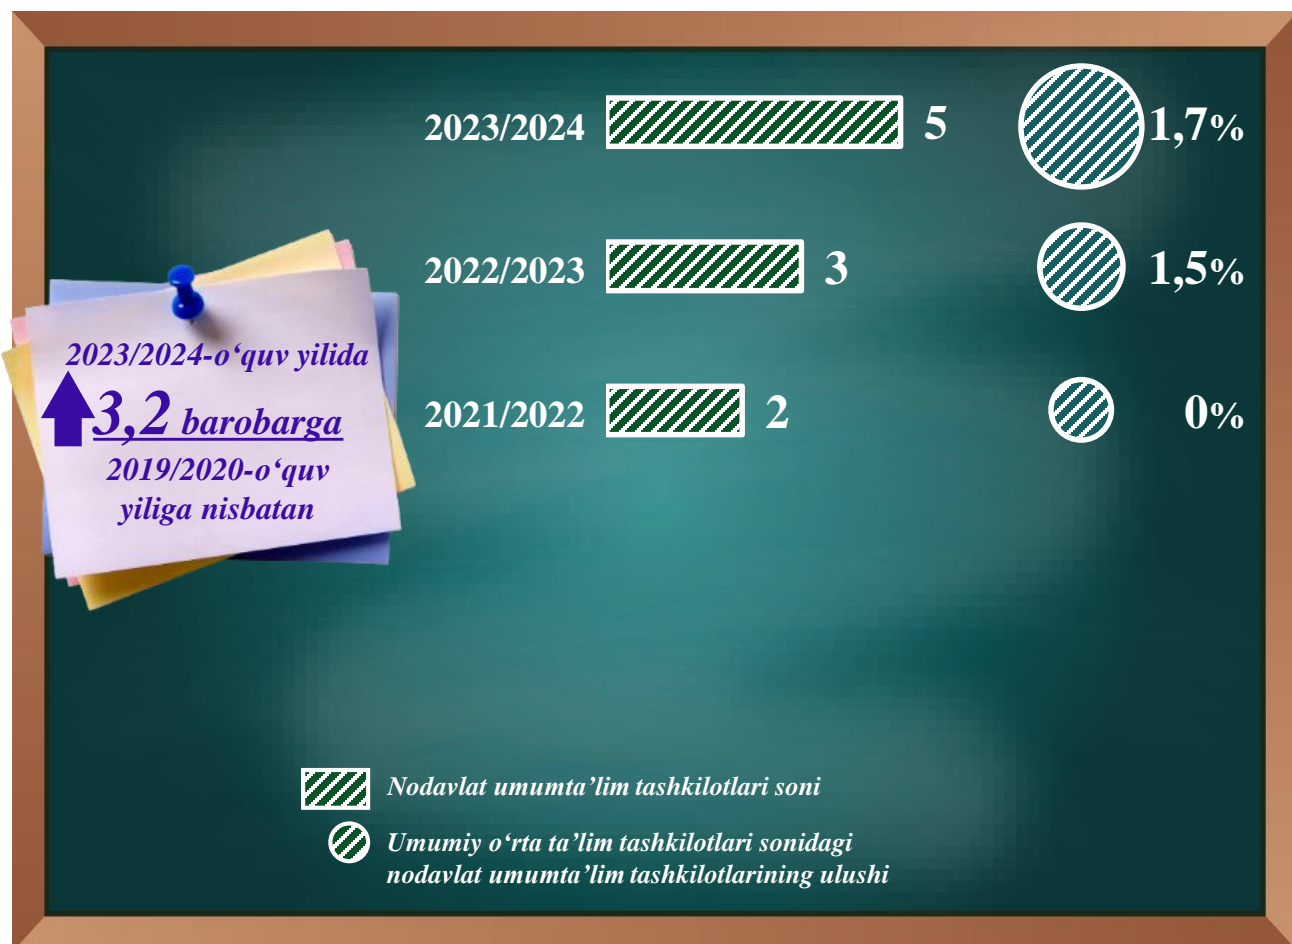 2023/2024 5 1,7%
2022/2023 3 1,5%
2021/2022 2 0%
2023/2024-o‘quv yilida
3,2 barobarga
2019/2020-o‘quv
yiliga nisbatan
Nodavlat umumta’lim tashkilotlari soni
Umumiy o‘rta ta’lim tashkilotlari sonidagi
nodavlat umumta’lim tashkilotlarining ulushi